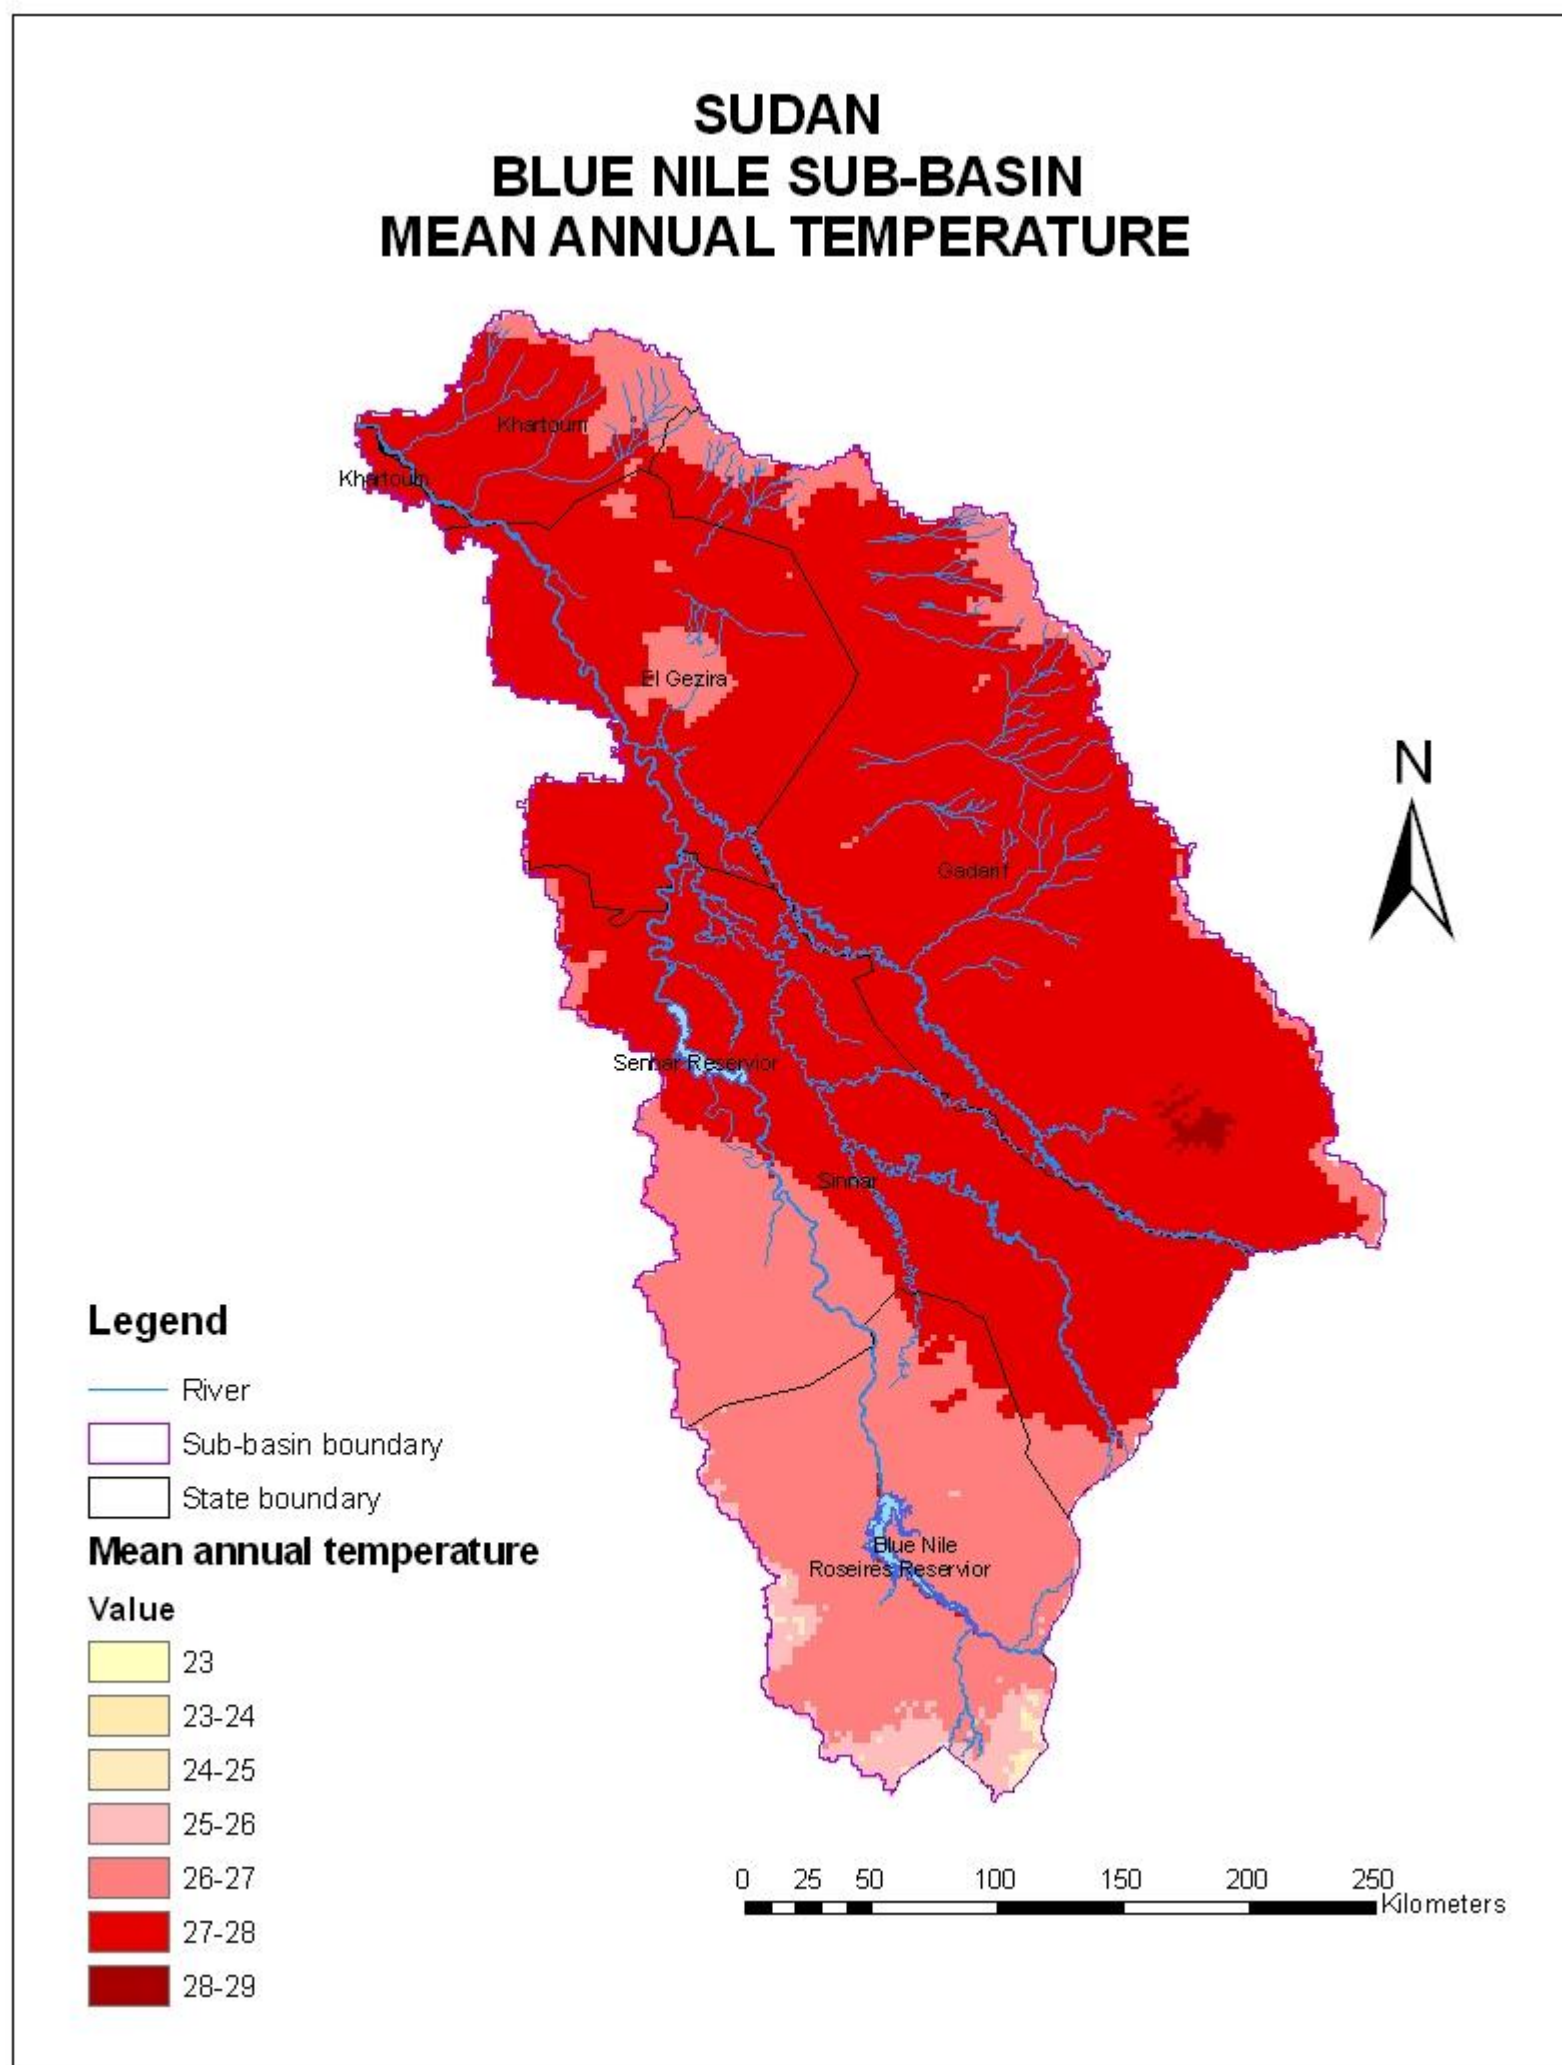 SUDAN
BLUE NILE SUB-BASIN
MEAN ANNUAL TEMPERATURE
Khartoum
Khartoum
El Gezira
N
Gadarif
Sennar Reservior
Sinnar
Blue Nile
Roseires Reservior
Legend
River
Sub-basin boundary
State boundary
Mean annual temperature
Value
23
23-24
24-25
25-26
26-27
27-28
28-29
0 25 50 100 150 200 250
Kilometers